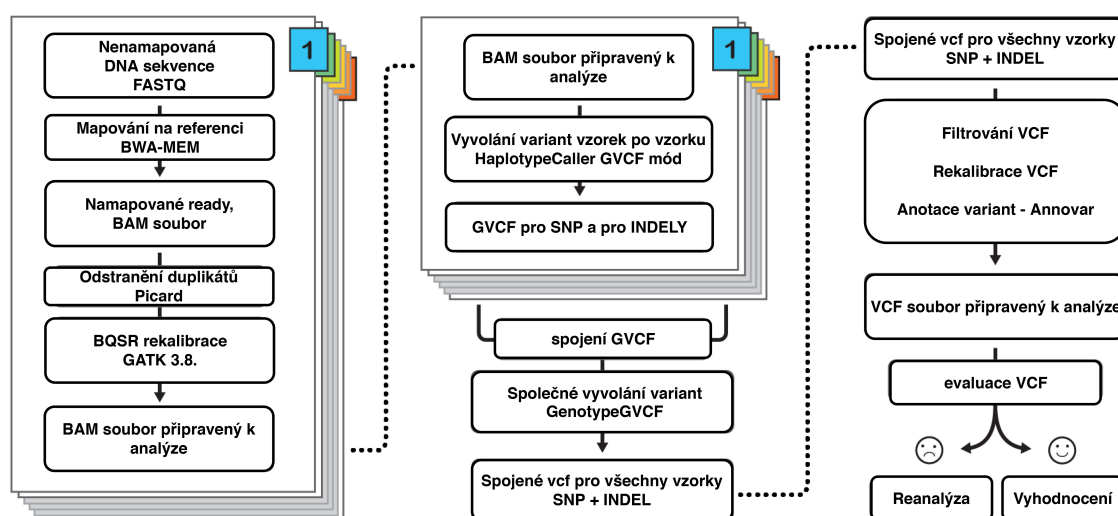 1
Nenamapovaná
DNA sekvence
FASTQ
Mapování na referenci
BWA-MEM
Namapované ready,
BAM soubor
Odstranění duplikátů
Picard
BQSR rekalibrace
GATK 3.8.
BAM soubor připravený k
analýze
1
BAM soubor připravený k
analýze
Vyvolání variant vzorek po vzorku
HaplotypeCaller GVCF mód
GVCF pro SNP a pro INDELY
spojení GVCF
Společné vyvolání variant
GenotypeGVCF
Spojené vcf pro všechny vzorky
SNP + INDEL
Spojené vcf pro všechny vzorky
SNP + INDEL
Filtrování VCF
Rekalibrace VCF
Anotace variant - Annovar
VCF soubor připravený k analýze
evaluace VCF
Reanalýza
Vyhodnocení